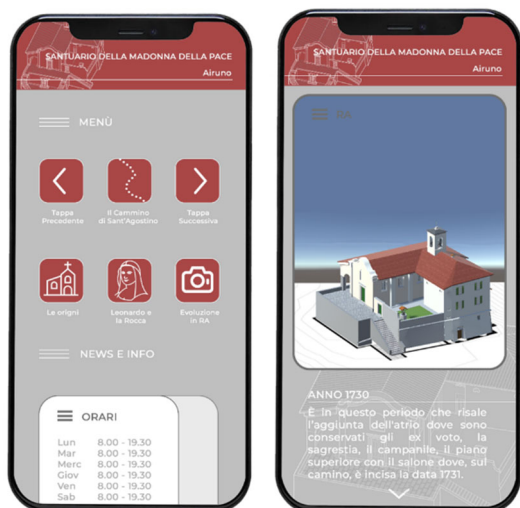 SANTUARIO DELLA MADONNA DELLA PACE
Airuno
MENÙ
Tappa
Precedente
Il Cammino
di Sant'Agostino
Tappa
Successiva
Le origni
Leonardo e
la Rocca
Evoluzione
in RA
NEWS E INFO
ORARI
Lun 8.00 - 19.30
Mar 8.00 - 19.30
Merc 8.00 - 19.30
Giov 8.00 - 19.30
Ven 8.00 - 19.30
Sab 8.00 - 19.30
SANTUARIO DELLA MADONNA DELLA PACE
Airuno
RA
ANNO 1730
È in questo periodo che risale
l'aggiunta dell'atrio dove sono
conservati gli ex voto, la
sagrestia, il campanile, il piano
superiore con il salone dove, sul
camino, è incisa la data 1731.